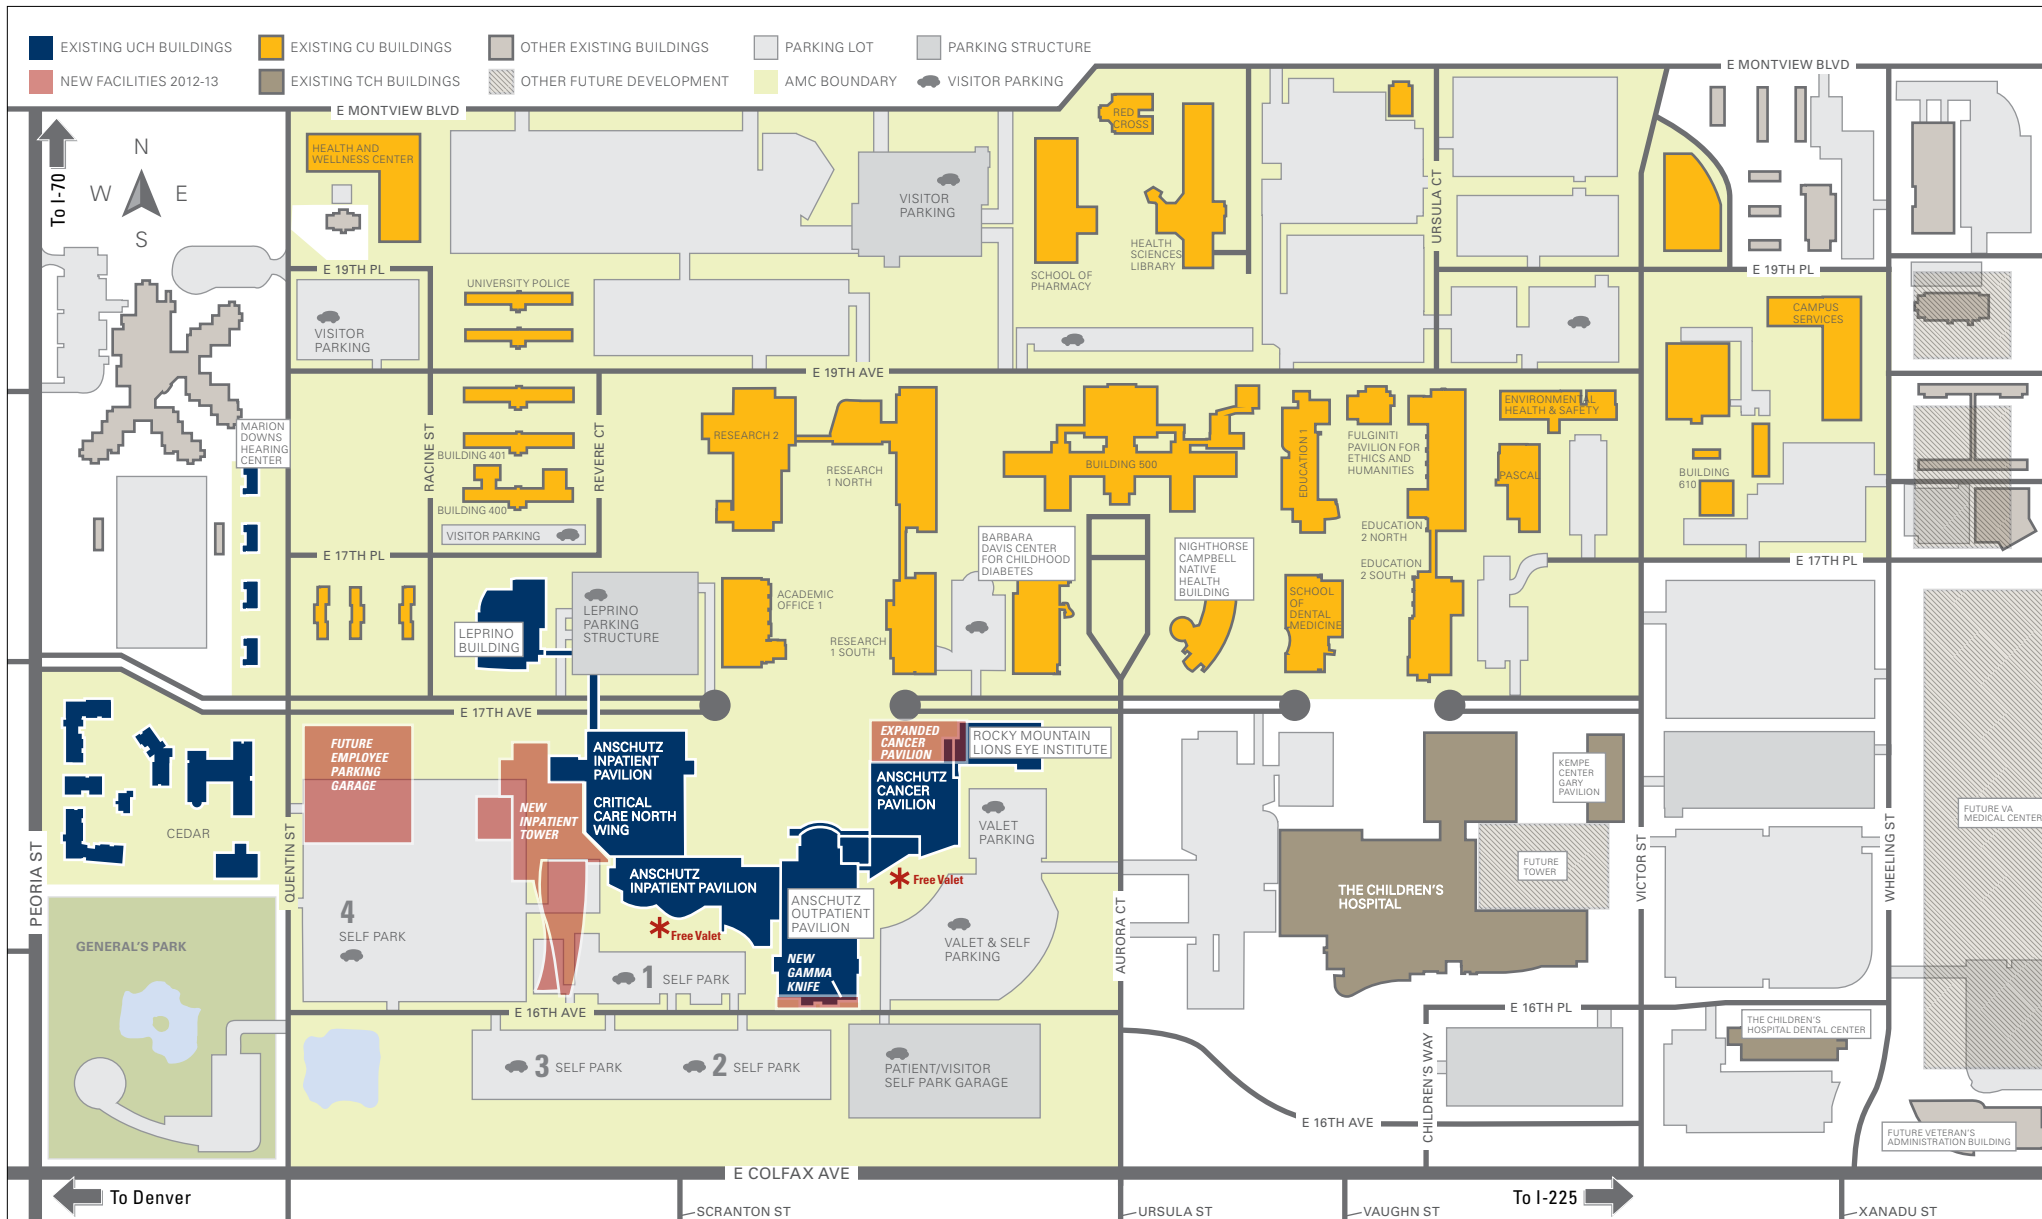 EXISTING UCH BUILDINGS
EXISTING CU BUILDINGS
OTHER EXISTING BUILDINGS
PARKING LOT
PARKING STRUCTURE
NEW FACILITIES 2012-13
EXISTING TCH BUILDINGS
OTHER FUTURE DEVELOPMENT
AMC BOUNDARY
VISITOR PARKING
E MONTVIEW BLVD
E MONTVIEW BLVD
To I-70
N
W
E
S
HEALTH AND
WELLNESS CENTER
RED
CROSS
VISITOR
PARKING
URSULA CT
HEALTH
SCIENCES
LIBRARY
SCHOOL OF
PHARMACY
E 19TH PL
E 19TH PL
UNIVERSITY POLICE
VISITOR
PARKING
CAMPUS
SERVICES
E 19TH AVE
MARION
DOWNS
HEARING
CENTER
RACINE ST
BUILDING 401
BUILDING 400
REVERE CT
VISITOR PARKING
RESEARCH 2
RESEARCH
1 NORTH
BUILDING 500
EDUCATION 1
FULGINITI
PAVILION FOR
ETHICS AND
HUMANITIES
ENVIRONMENTAL
HEALTH & SAFETY
PASCAL
BUILDING
610
EDUCATION
2 NORTH
EDUCATION
2 SOUTH
E 17TH PL
E 17TH PL
BARBARA
DAVIS CENTER
FOR CHILDHOOD
DIABETES
NIGHTHORSE
CAMPBELL
NATIVE
HEALTH
BUILDING
LEPRINO
BUILDING
LEPRINO
PARKING
STRUCTURE
ACADEMIC
OFFICE 1
RESEARCH
1 SOUTH
SCHOOL
OF
DENTAL
MEDICINE
E 17TH AVE
FUTURE
EMPLOYEE
PARKING
GARAGE
ANSCHUTZ
INPATIENT
PAVILION
CRITICAL
CARE NORTH
WING
NEW
INPATIENT
TOWER
EXPANDED
CANCER
PAVILION
ROCKY MOUNTAIN
LIONS EYE INSTITUTE
ANSCHUTZ
CANCER
PAVILION
VALET
PARKING
KEMPE
CENTER
GARY
PAVILION
FUTURE VA
MEDICAL CENTER
CEDAR
PEORIA ST
QUENTIN ST
ANSCHUTZ
INPATIENT PAVILION
Free Valet
Free Valet
ANSCHUTZ
OUTPATIENT
PAVILION
NEW
GAMMA
KNIFE
VALET & SELF
PARKING
AURORA CT
THE CHILDREN'S
HOSPITAL
FUTURE
TOWER
VICTOR ST
WHEELING ST
GENERAL'S PARK
4
SELF PARK
1 SELF PARK
E 16TH AVE
3 SELF PARK
2 SELF PARK
PATIENT/VISITOR
SELF PARK GARAGE
E 16TH PL
THE CHILDREN'S
HOSPITAL DENTAL CENTER
CHILDREN'S WAY
E 16TH AVE
FUTURE VETERAN'S
ADMINISTRATION BUILDING
E COLFAX AVE
To Denver
To I-225
SCRANTON ST
URSULA ST
VAUGHN ST
XANADU ST